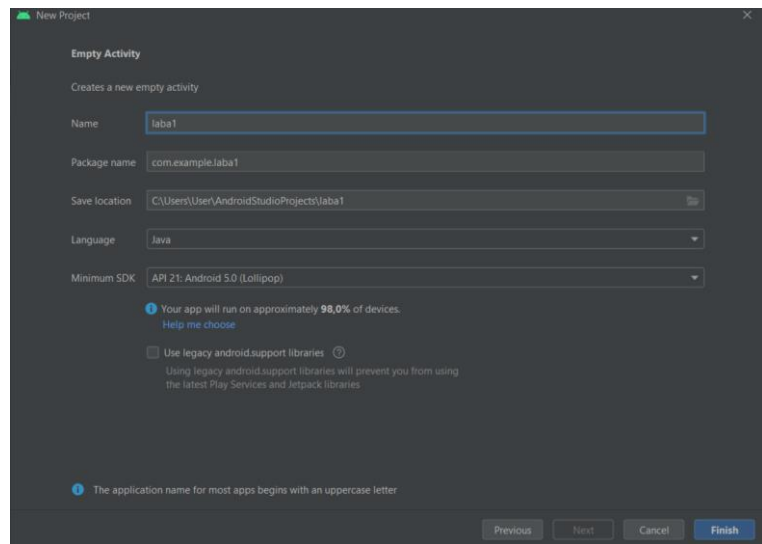 New Project
Empty Activity
Creates a new empty activity
Name laba1
Package name com.example.laba1
Save location C:\Users\User\AndroidStudioProjects\laba1
Language Java
Minimum SDK API 21: Android 5.0 (Lollipop)
Your app will run on approximately 98,0% of devices.
Help me choose
Use legacy android.support libraries ?
Using legacy android.support libraries will prevent you from using
the latest Play Services and Jetpack libraries
The application name for most apps begins with an uppercase letter
Previous Next Cancel Finish